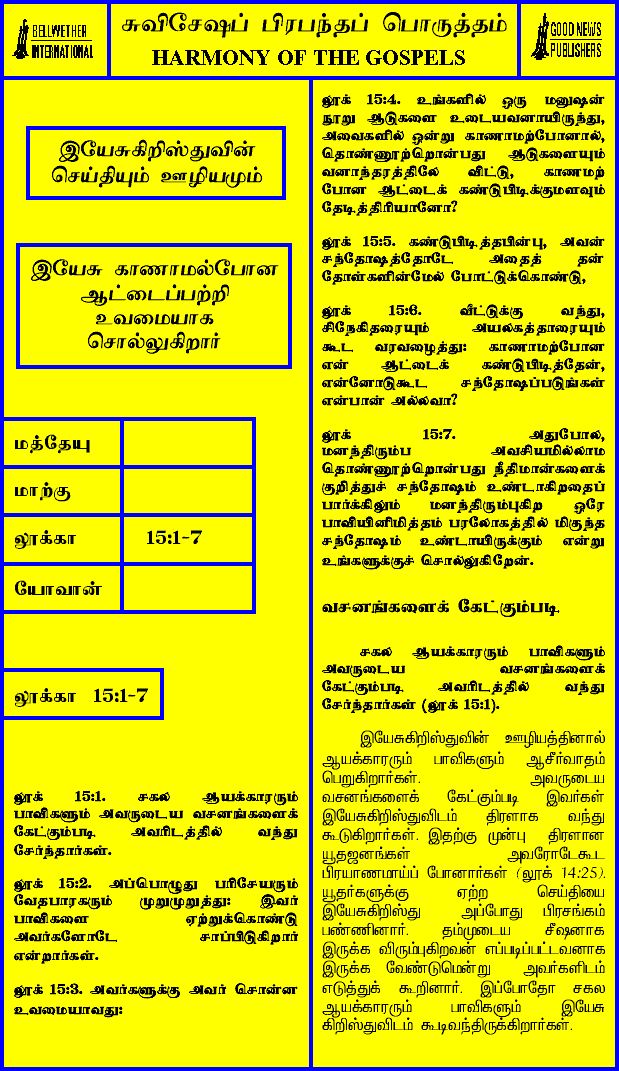 BELLWETHER
INTERNATIONAL
சுவிசேஷப் பிரபந்தப் பொருத்தம்
HARMONY OF THE GOSPELS
GOOD NEWS
PUBLISHERS
இயேசுகிறிஸ்துவின்
செய்தியும் ஊழியமும்
இயேசு காணாமல்போன
ஆட்டைப்பற்றி
உவமையாக
சொல்லுகிறார்
மத்தேயு
மாற்கு
லூக்கா 15:1-7
யோவான்
லூக்கா 15:1-7
லூக் 15:1. சகல ஆயக்காரரும்
பாவிகளும் அவருடைய வசனங்களைக்
கேட்கும்படி அவரிடத்தில் வந்து
சேர்ந்தார்கள்.
லூக் 15:2. அப்பொழுது பரிசேயரும்
வேதபாரகரும் முறுமுறுத்து: இவர்
பாவிகளை ஏற்றுக்கொண்டு
அவர்களோடே சாப்பிடுகிறார்
என்றார்கள்.
லூக் 15:3. அவர்களுக்கு அவர் சொன்ன
உவமையாவது:
லூக் 15:4. உங்களில் ஒரு மனுஷன்
நூறு ஆடுகளை உடையவனாயிருந்து,
அவைகளில் ஒன்று காணாமற்போனால்,
தொண்ணூற்றொன்பது ஆடுகளையும்
வனாந்தரத்திலே விட்டு, காணமற்
போன ஆட்டைக் கண்டுபிடிக்குமளவும்
தேடித்திரியானோ?
லூக் 15:5. கண்டுபிடித்தபின்பு, அவன்
சந்தோஷத்தோடே அதைத் தன்
தோள்களின்மேல் போட்டுக்கொண்டு,
லூக் 15:6. வீட்டுக்கு வந்து,
சிநேகிதரையும் அயலகத்தாரையும்
கூட வரவழைத்து: காணாமற்போன
என் ஆட்டைக் கண்டுபிடித்தேன்,
என்னோடுகூட சந்தோஷப்படுங்கள்
என்பான் அல்லவா?
லூக் 15:7. அதுபோல,
மனந்திரும்ப அவசியமில்லாம
தொண்ணூற்றொன்பது நீதிமான்களைக்
குறித்துச் சந்தோஷம் உண்டாகிறதைப்
பார்க்கிலும் மனந்திரும்புகிற ஒரே
பாவியினிமித்தம் பரலோகத்தில் மிகுந்த
சந்தோஷம் உண்டாயிருக்கும் என்று
உங்களுக்குச் சொல்லுகிறேன்.
வசனங்களைக் கேட்கும்படி
சகல ஆயக்காரரும் பாவிகளும்
அவருடைய வசனங்களைக்
கேட்கும்படி அவரிடத்தில் வந்து
சேர்ந்தார்கள் (லூக் 15:1).
இயேசுகிறிஸ்துவின் ஊழியத்தினால்
ஆயக்காரரும் பாவிகளும் ஆசீர்வாதம்
பெறுகிறார்கள். அவருடைய
வசனங்களைக் கேட்கும்படி இவர்கள்
இயேசுகிறிஸ்துவிடம் திரளாக வந்து
கூடுகிறார்கள். இதற்கு முன்பு திரளான
யூதஜனங்கள் அவரோடேகூட
பிரயாணமாய்ப் போனார்கள் (லூக் 14:25).
யூதர்களுக்கு ஏற்ற செய்தியை
இயேசுகிறிஸ்து அப்போது பிரசங்கம்
பண்ணினார். தம்முடைய சீஷனாக
இருக்க விரும்புகிறவன் எப்படிப்பட்டவனாக
இருக்க வேண்டுமென்று அவர்களிடம்
எடுத்துக் கூறினார். இப்போதோ சகல
ஆயக்காரரும் பாவிகளும் இயேசு
கிறிஸ்துவிடம் கூடிவந்திருக்கிறார்கள்.